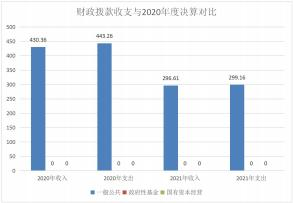 财政拨款收支与2020年度决算对比
500
450
400
350
300
250
200
150
100
50
0
430.36 0 0
443.26 0 0
296.61 0 0
299.16 0 0
2020年收入 2020年支出 2021年收入 2021年支出
一般公共 政府性基金 国有资本经营